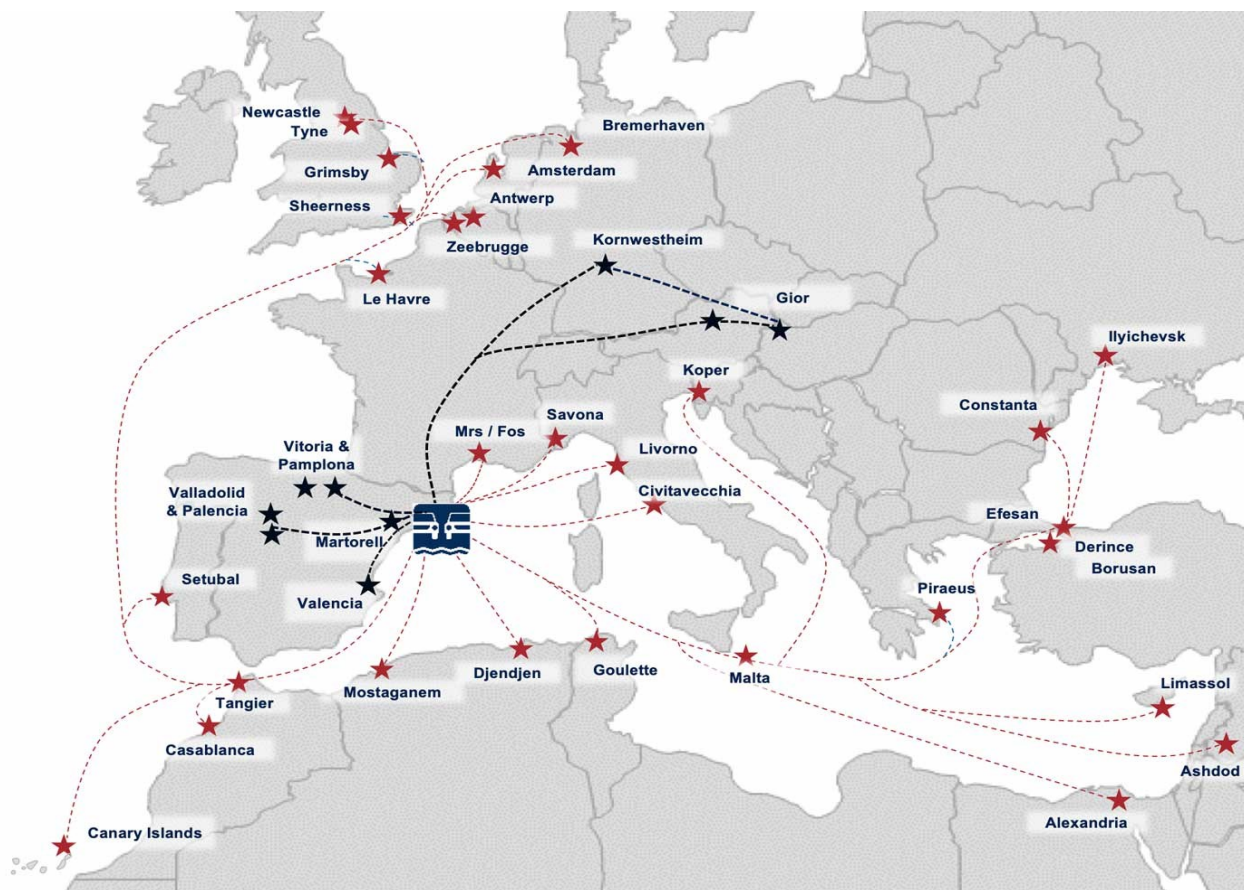 Newcastle
Tyne
Bremerhaven
Grimsby
Amsterdam
Sheerness
Antwerp
Zeebrugge
Kornwestheim
Le Havre
Gior
Ilyichevsk
Koper
Savona
Constanta
Mrs / Fos
Vitoria &
Pamplona
Livorno
Valladolid
& Palencia
Civitavecchia
Efesan
Martorell
Derince
Borusan
Setubal
Valencia
Piraeus
Mostaganem
Djendjen
Goulette
Malta
Limassol
Tangier
Casablanca
Ashdod
Alexandria
Canary Islands